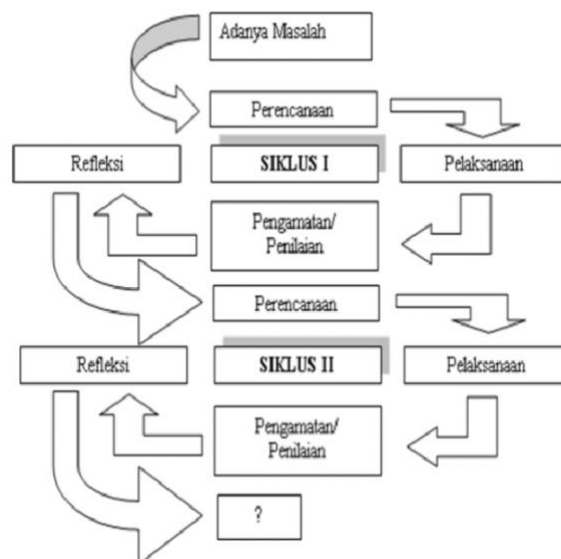 Adanya Masalah
Perencanaan
Refleksi
SIKLUS I
Pelaksanaan
Pengamatan/
Penilaian
Perencanaan
Refleksi
SIKLUS II
Pelaksanaan
Pengamatan/
Penilaian
?